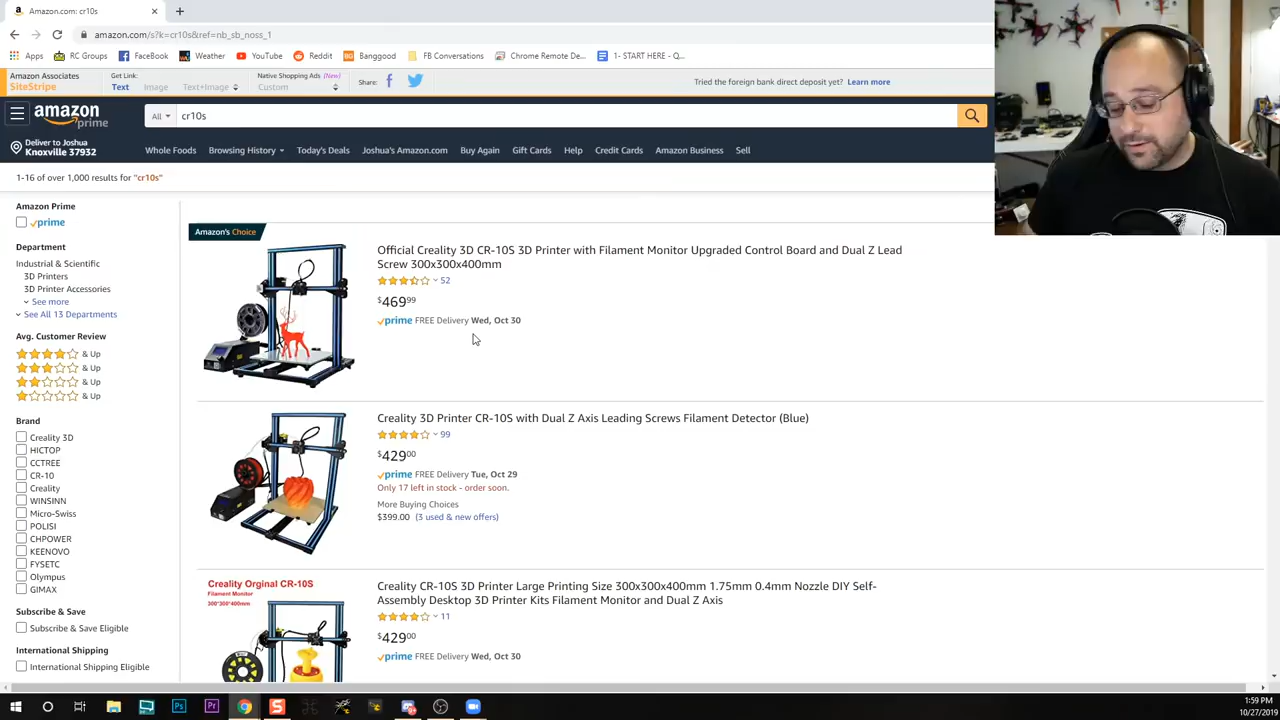 Amazon.com: cr10s
amazon.com/s?k=cr10s&ref=nb_sb_noss_1
Apps RC Groups FaceBook Weather YouTube Reddit Banggood FB Conversations Chrome Remote De... 1- START HERE - Q...
Amazon Associates
SiteStripe
Get Link:
Text Image Text+Image
Native Shopping Ads (New)
Custom
Share:
Tried the foreign bank direct deposit yet? Learn more
amazon
prime
All
cr10s
Deliver to Joshua
Knoxville 37932
Whole Foods Browsing History Today's Deals Joshua's Amazon.com Buy Again Gift Cards Help Credit Cards Amazon Business Sell
1-16 of over 1,000 results for "cr10s"
Amazon Prime
prime
Department
Industrial & Scientific
3D Printers
3D Printer Accessories
See more
See All 13 Departments
Avg. Customer Review
& Up
& Up
& Up
& Up
Brand
Creality 3D
HICTOP
CCTREE
CR-10
Creality
WINSINN
Micro-Swiss
POLISI
CHPOWER
KEENOVO
FYSETC
Olympus
GIMAX
Subscribe & Save
Subscribe & Save Eligible
International Shipping
International Shipping Eligible
Amazon's Choice
Official Creality 3D CR-10S 3D Printer with Filament Monitor Upgraded Control Board and Dual Z Lead
Screw 300x300x400mm
52
$469 99
prime FREE Delivery Wed, Oct 30
Creality 3D Printer CR-10S with Dual Z Axis Leading Screws Filament Detector (Blue)
99
$429 00
prime FREE Delivery Tue, Oct 29
Only 17 left in stock - order soon.
More Buying Choices
$399.00 (3 used & new offers)
Creality Orginal CR-10S
Filament Monitor
300*300*400mm
Creality CR-10S 3D Printer Large Printing Size 300x300x400mm 1.75mm 0.4mm Nozzle DIY Self-
Assembly Desktop 3D Printer Kits Filament Monitor and Dual Z Axis
11
$429 00
prime FREE Delivery Wed, Oct 30
1:59 PM
10/27/2019